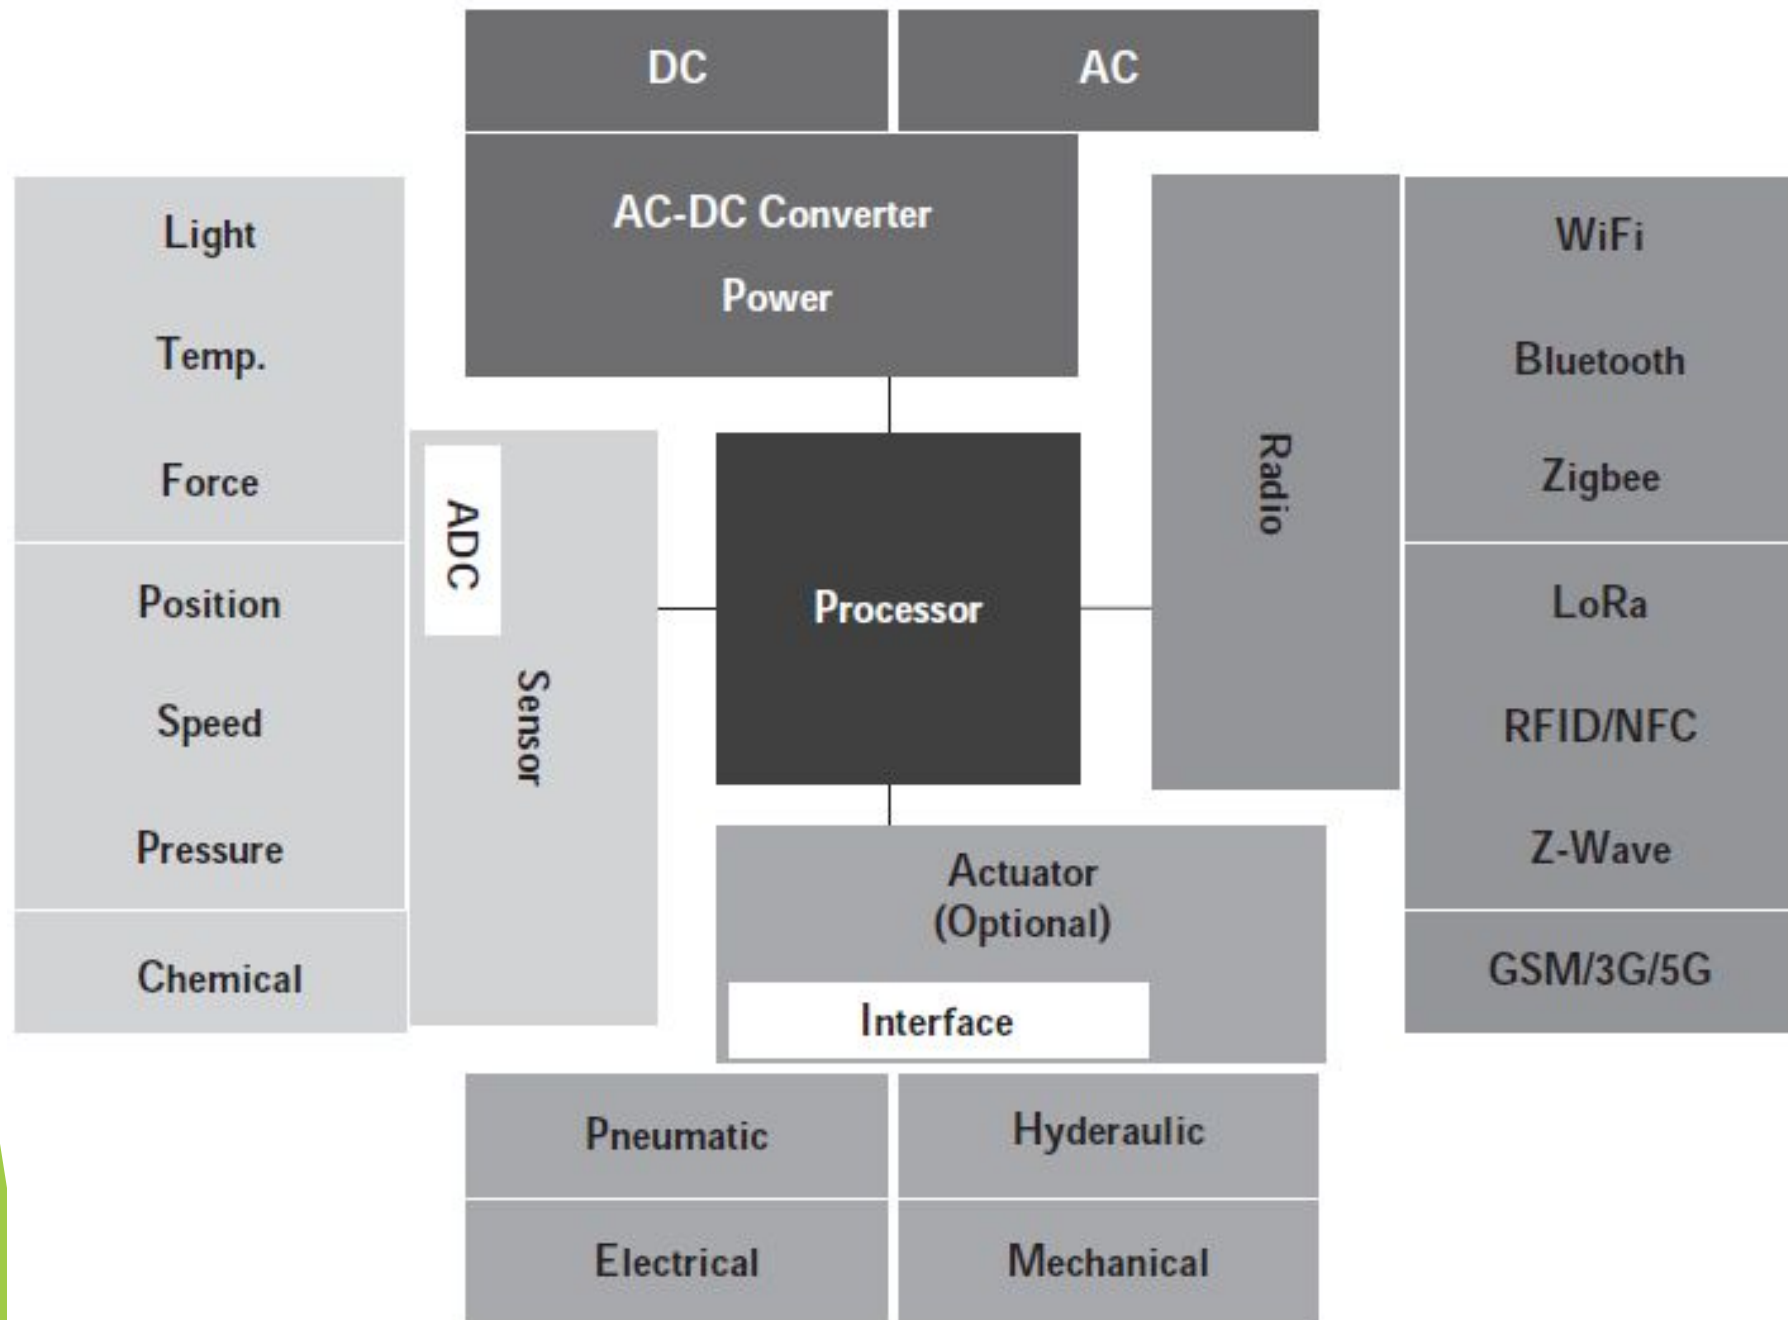 DC
AC
AC-DC Converter
Power
Light
Temp.
Force
Position
Speed
Pressure
Chemical
ADC
Sensor
Processor
Radio
WiFi
Bluetooth
Zigbee
LoRa
RFID/NFC
Z-Wave
GSM/3G/5G
Actuator
(Optional)
Interface
Pneumatic
Hyderaulic
Electrical
Mechanical